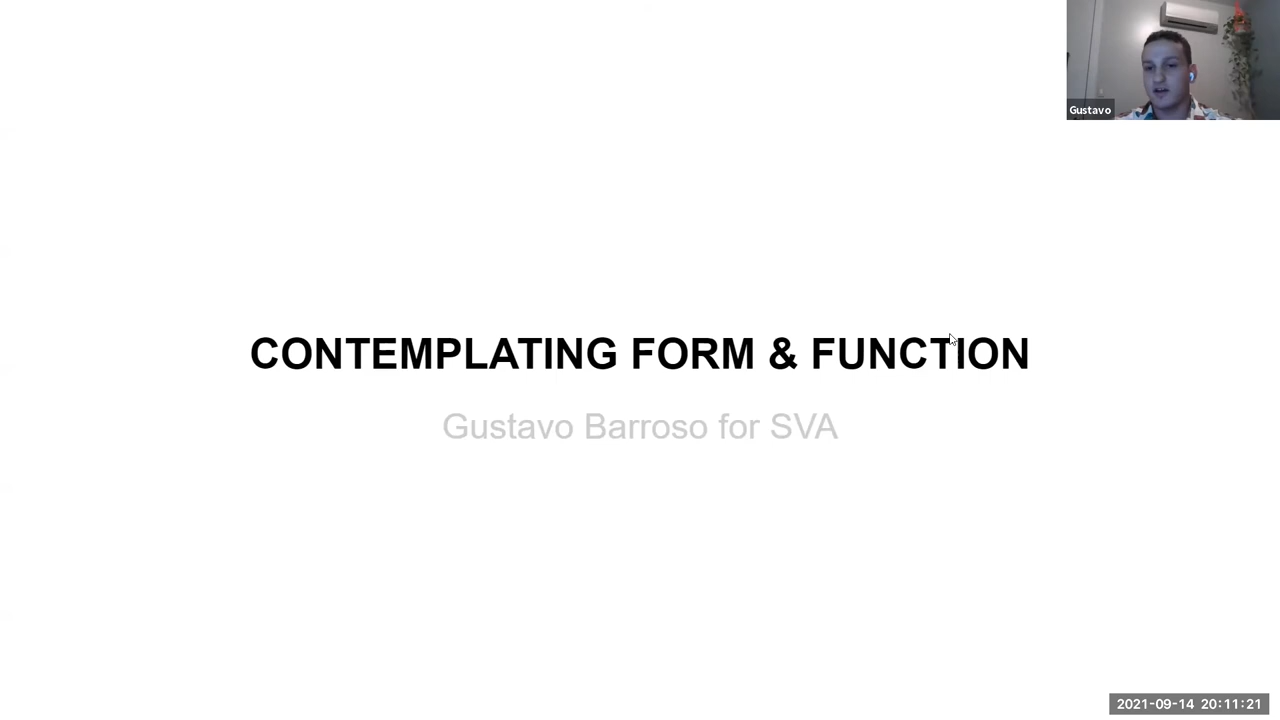 Gustavo
CONTEMPLATING FORM & FUNCTION
Gustavo Barroso for SVA
2021-09-14 20:11:21